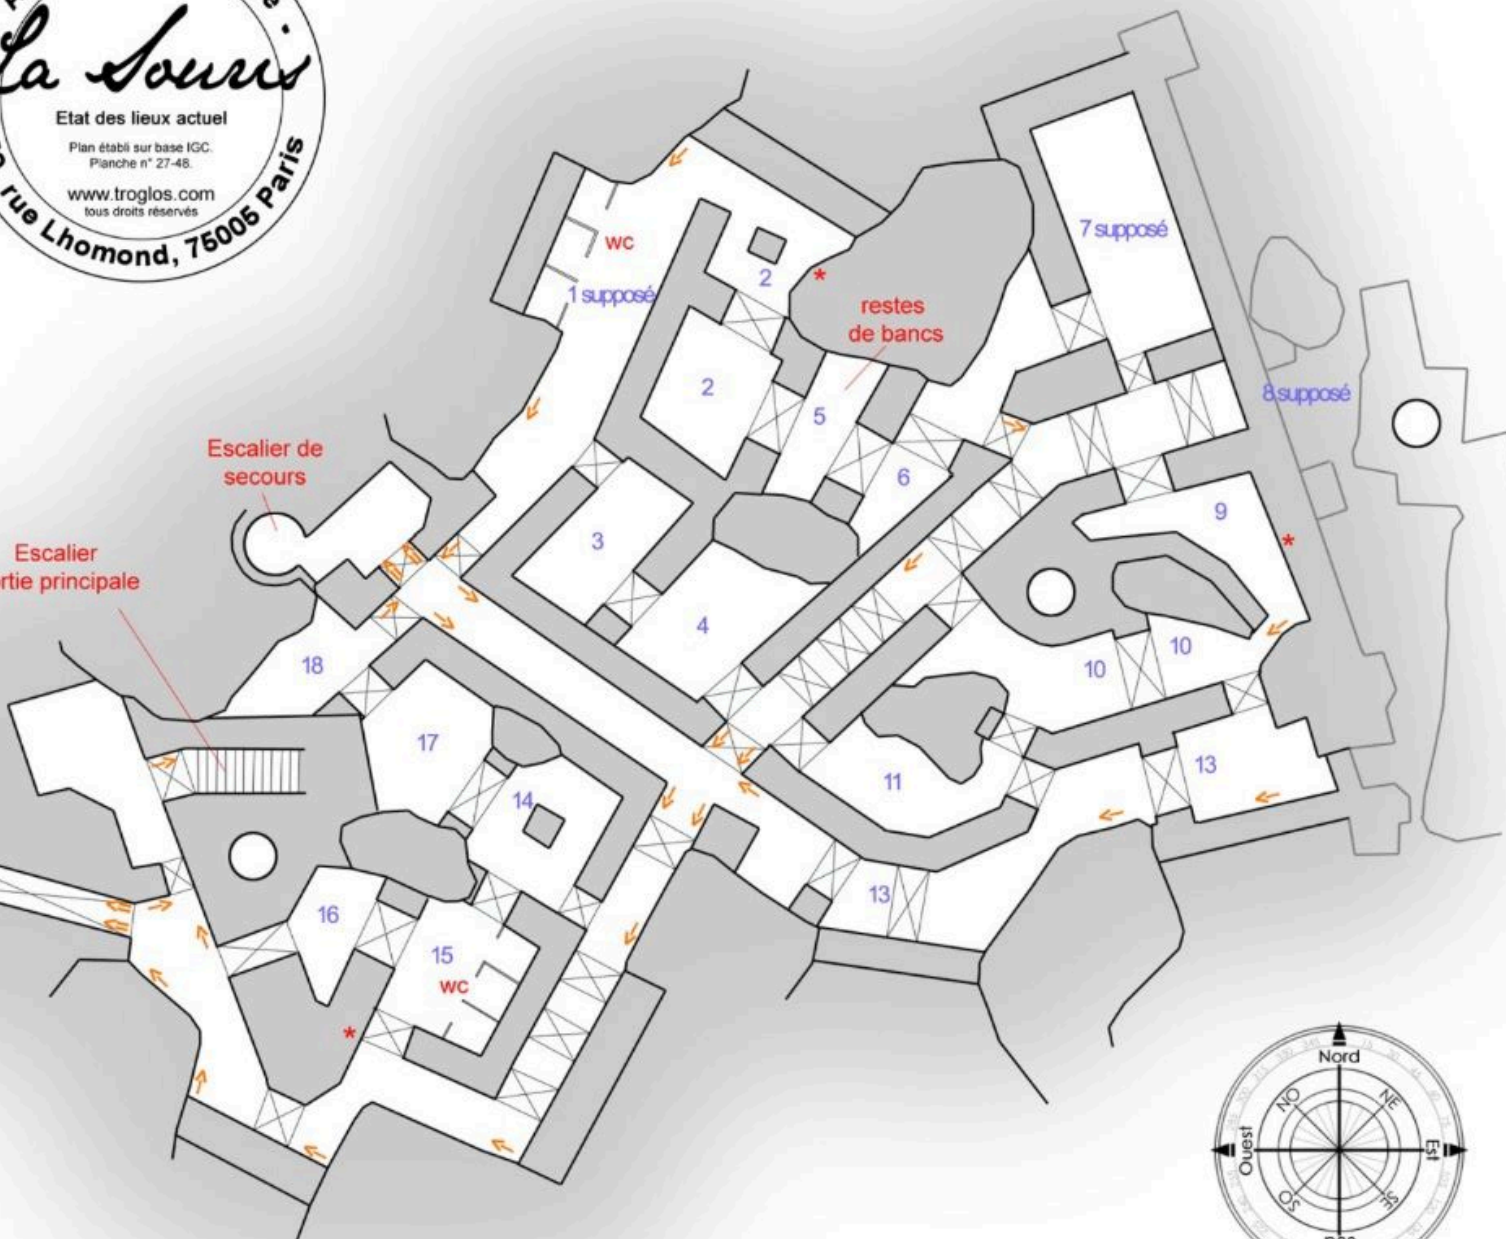 La Souris
Etat des lieux actuel
Plan établi sur base IGC.
Planche n° 27-48.
www.troglos.com
tous droits réservés
rue Lhomond, 75005 Paris
wc
1 supposé
2
*
restes
de bancs
7 supposé
2
5
8 supposé
6
Escalier de
secours
9
*
3
Escalier
principale
4
18
10
10
17
14
11
13
16
13
15
wc
*
Nord
NO
NE
Ouest
Est
SO
SE